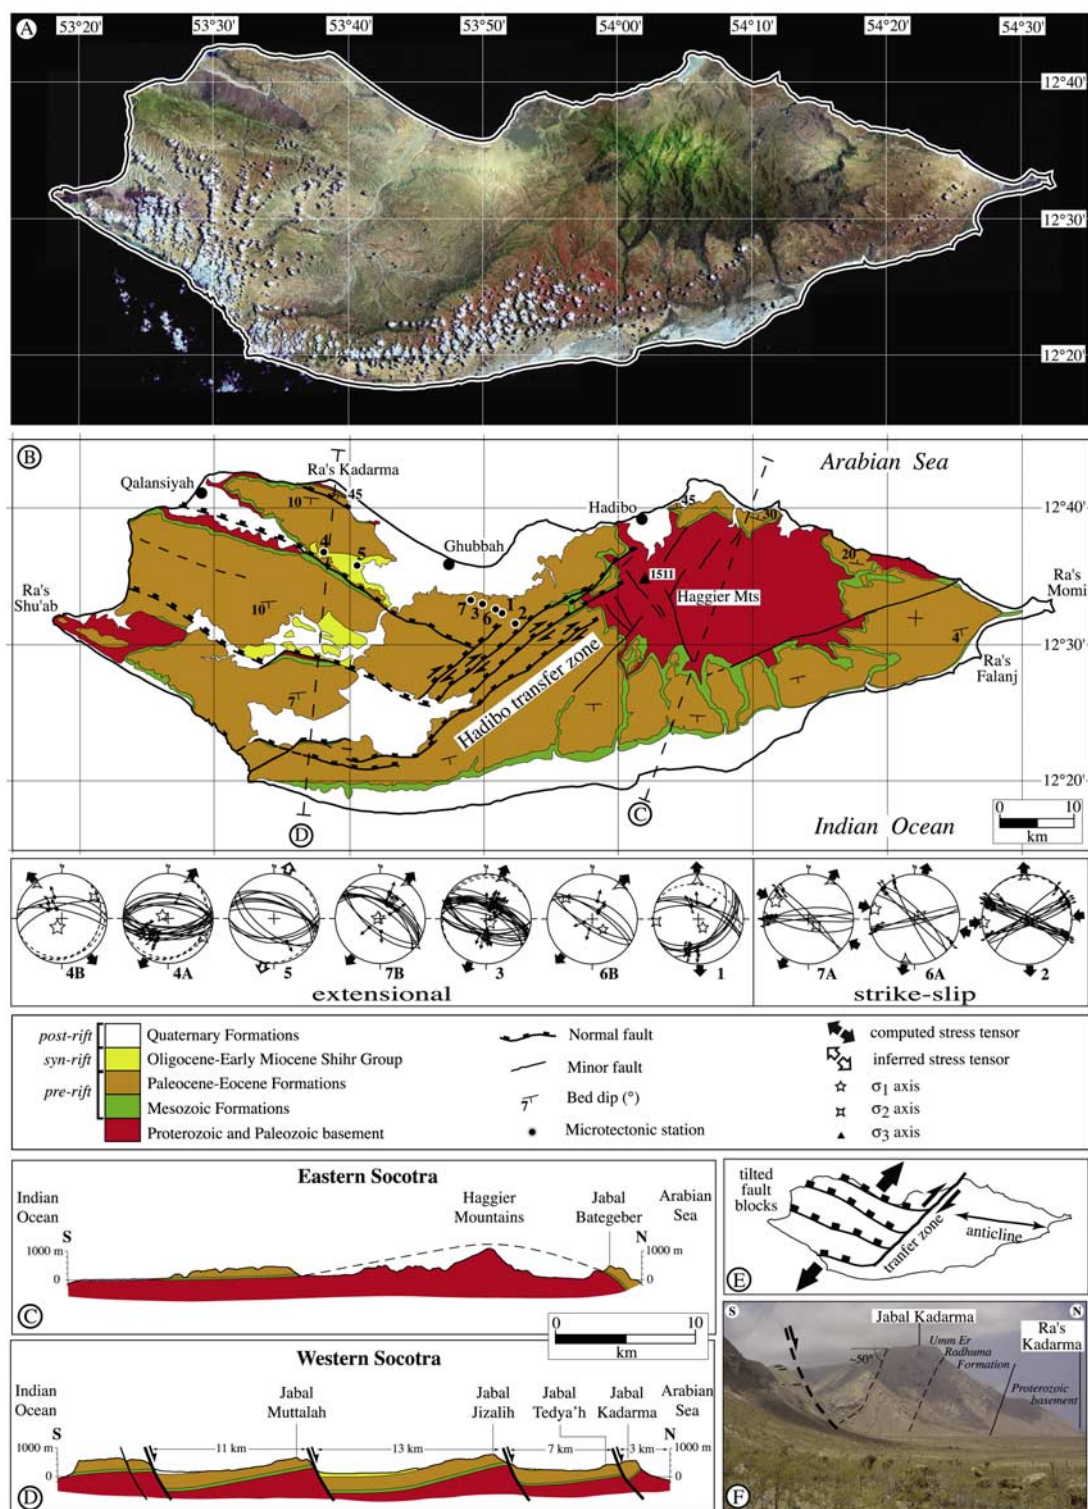 A
53°20'
53°30'
53°40'
53°50'
54°00'
54°10'
54°20'
54°30'
12°40'
12°30'
12°20'
B
Arabian Sea
Ra's Kadarma
Qalansiyah
45
10
Hadibo
45
30
12°40'
Ghubbah
4
5
20
1511
Ra's
Shu'ab
Ra's
Momi
10
7
3
6
1
2
Haggier Mts
4
12°30'
Ra's
Falanj
7
Hadibo transfer zone
12°20'
D
C
Indian Ocean
0 10
km
4B 4A 5 7B 3 6B 1 7A 6A 2
extensional
strike-slip
post-rift
Quaternary Formations
syn-rift
Oligocene-Early Miocene Shihr Group
pre-rift
Paleocene-Eocene Formations
Mesozoic Formations
Proterozoic and Paleozoic basement
Normal fault
Minor fault
7
Bed dip (°)
Microtectonic station
computed stress tensor
inferred stress tensor
σ1 axis
σ2 axis
σ3 axis
Eastern Socotra
Indian
Ocean
Haggier
Mountains
Jabal
Bategeber
Arabian
Sea
S
N
1000 m
0
1000 m
0
C
0 10
km
Western Socotra
Indian
Ocean
Jabal
Muttalah
Jabal
Jizalih
Jabal
Tedya'h
Jabal
Kadarma
Arabian
Sea
S
N
1000 m
0
11 km
13 km
7 km
3 km
1000 m
0
D
tilted
fault
blocks
tranfer zone
anticline
E
S
N
Jabal Kadarma
Umm Er
Radhuma
Formation
Ra's
Kadarma
~50°
Proterozoic
basement
F